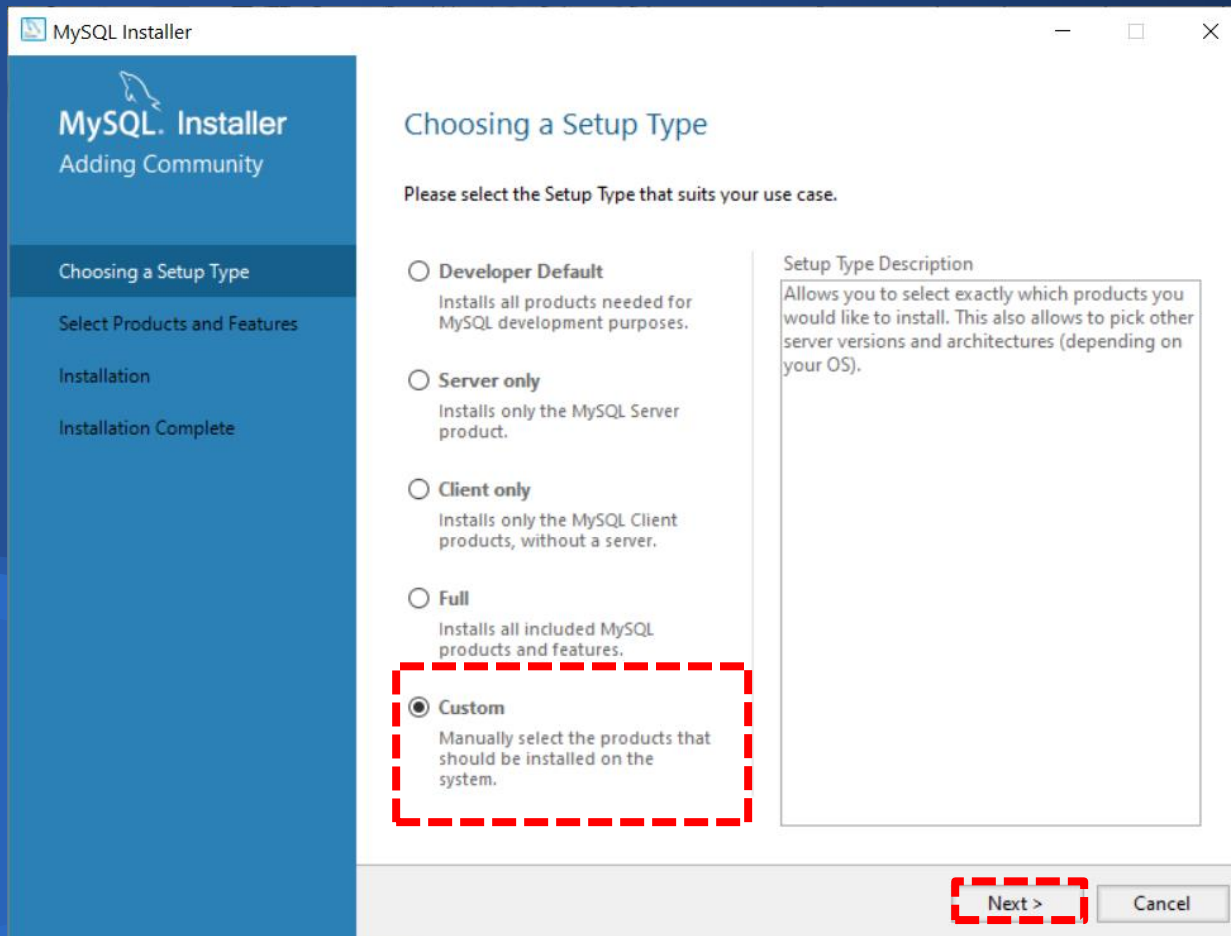 MySQL Installer
MySQL. Installer
Adding Community
Choosing a Setup Type
Select Products and Features
Installation
Installation Complete
Choosing a Setup Type
Please select the Setup Type that suits your use case.
Developer Default
Installs all products needed for
MySQL development purposes.
Server only
Installs only the MySQL Server
product.
Client only
Installs only the MySQL Client
products, without a server.
Full
Installs all included MySQL
products and features.
Custom
Manually select the products that
should be installed on the
system.
Setup Type Description
Allows you to select exactly which products you
would like to install. This also allows to pick other
server versions and architectures (depending on
your OS).
Next >
Cancel